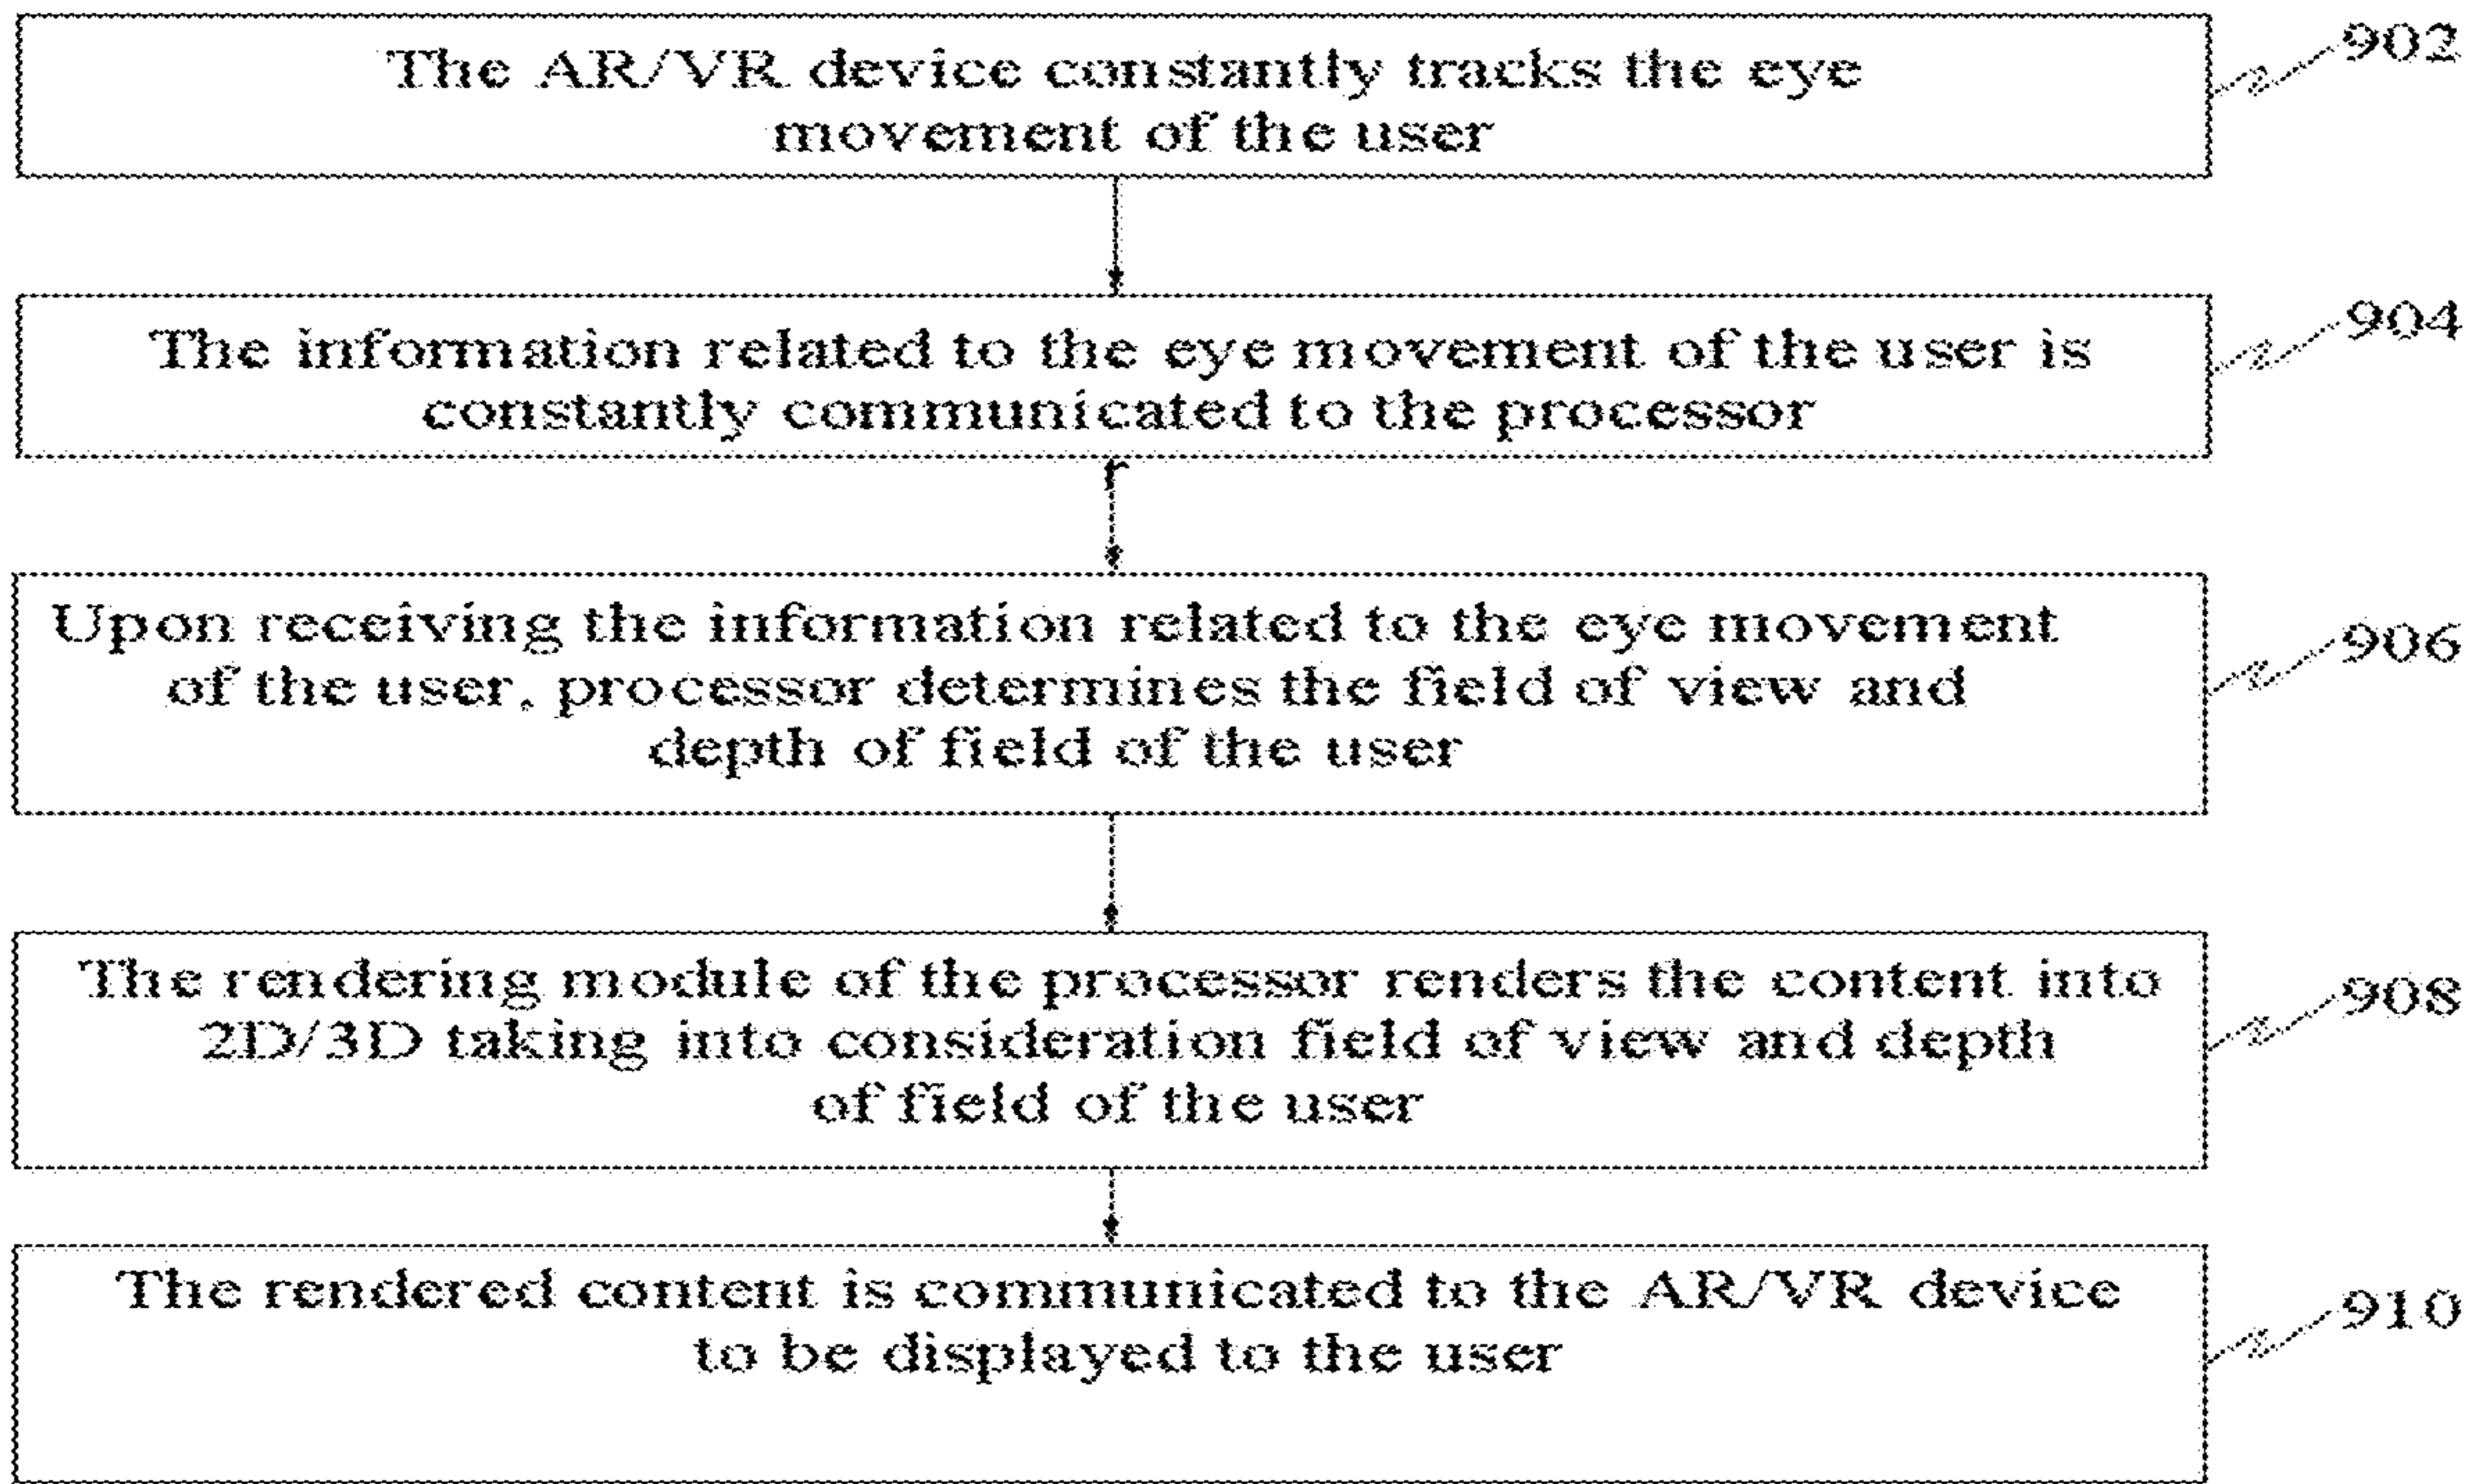 The AR/VR device constantly tracks the eye
movement of the user
902
The information related to the eye movement of the user is
constantly communicated to the processor
904
Upon receiving the information related to the eye movement
of the user, processor determines the field of view and
depth of field of the user
906
The rendering module of the processor renders the content into
2D/3D taking into consideration field of view and depth
of field of the user
908
The rendered content is communicated to the AR/VR device
to be displayed to the user
910